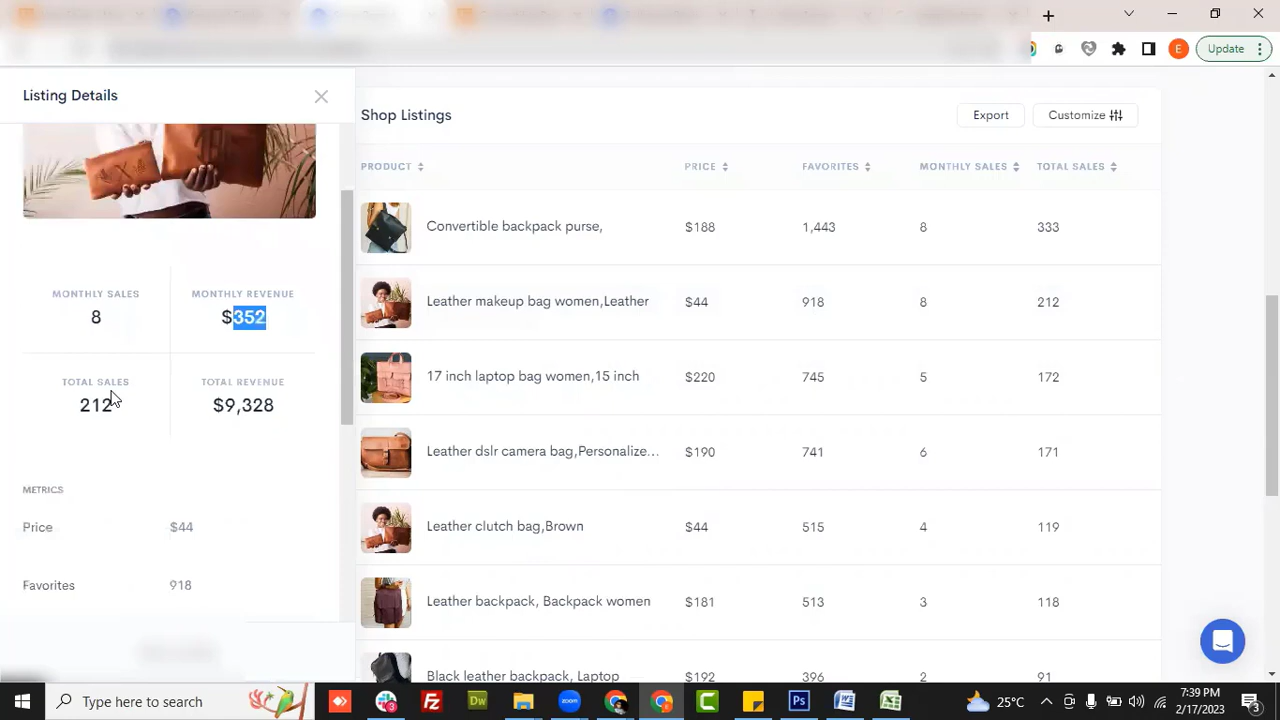 E
Update
Listing Details
MONTHLY SALES
8
MONTHLY REVENUE
$352
TOTAL SALES
212
TOTAL REVENUE
$9,328
METRICS
Price $44
Favorites 918
Shop Listings
Export
Customize
PRODUCT PRICE FAVORITES MONTHLY SALES TOTAL SALES
Convertible backpack purse, $188 1,443 8 333
Leather makeup bag women,Leather $44 918 8 212
17 inch laptop bag women,15 inch $220 745 5 172
Leather dslr camera bag,Personalize... $190 741 6 171
Leather clutch bag,Brown $44 515 4 119
Leather backpack, Backpack women $181 513 3 118
Black leather backpack, Laptop $192 396 2 91
Type here to search
Fz
Dw
Ps
25°C
7:39 PM
2/17/2023
3